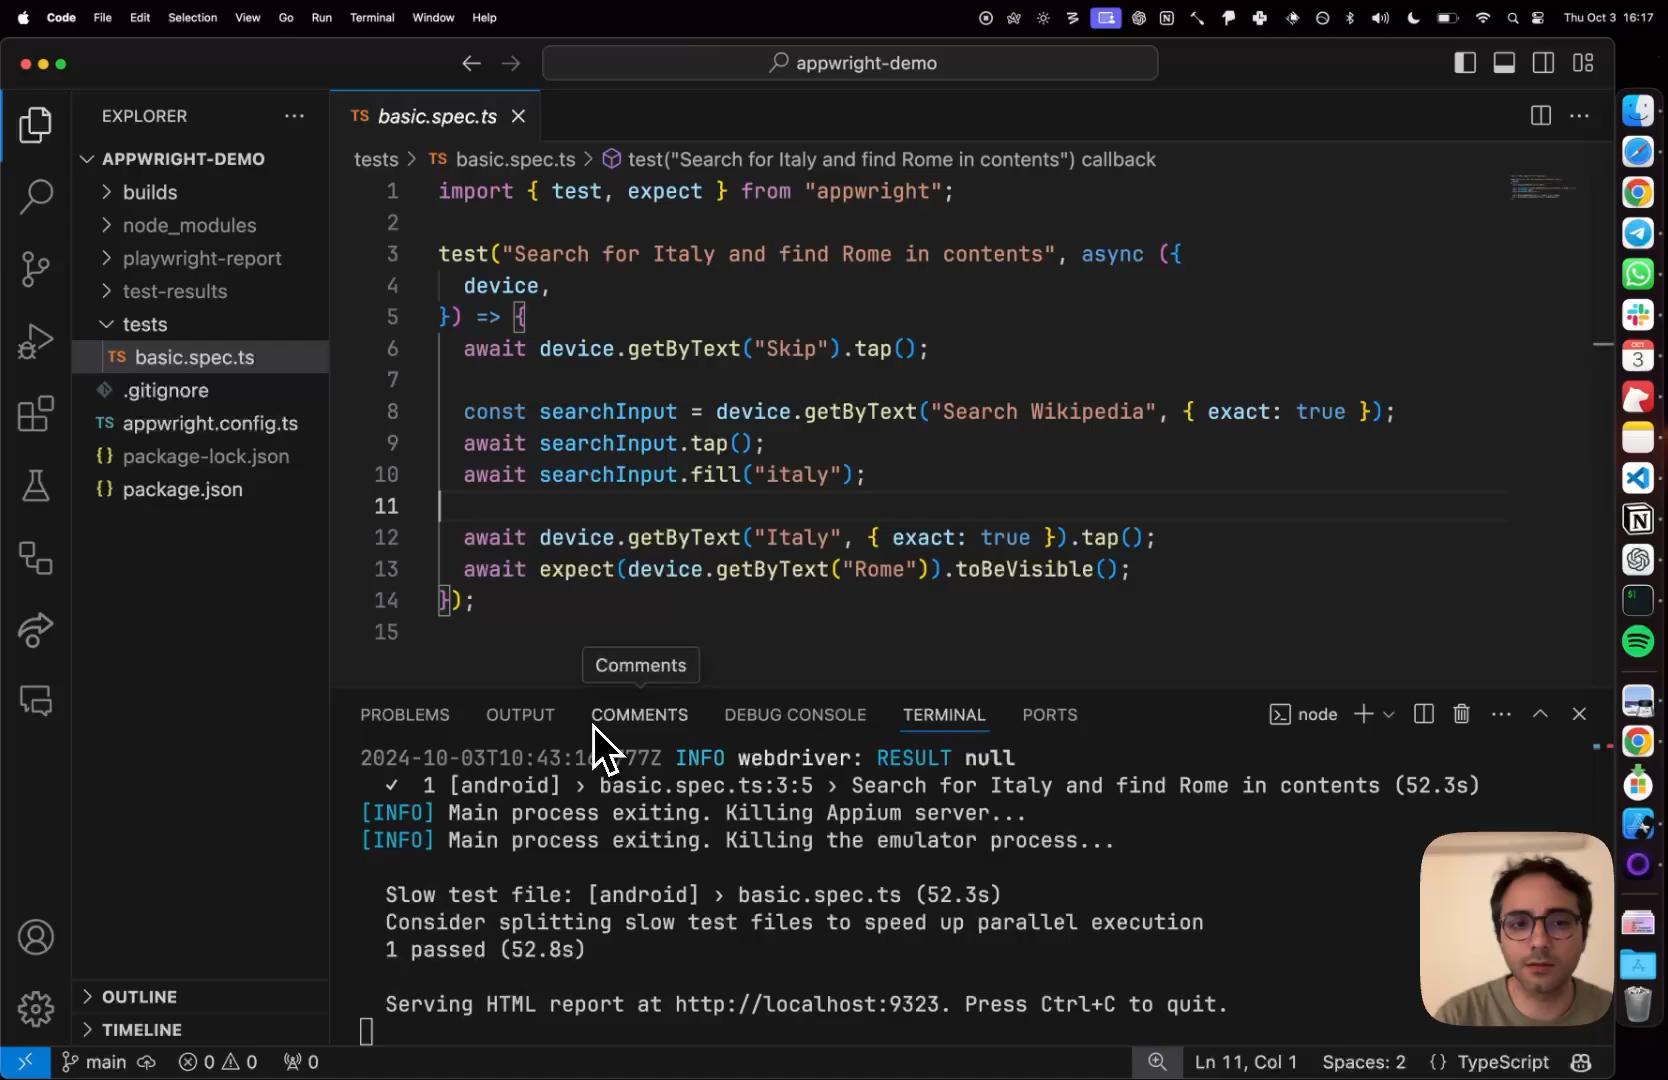 Code File Edit Selection View Go Run Terminal Window Help Thu Oct 3 16:17
appwright-demo
EXPLORER
APPWRIGHT-DEMO
builds
node_modules
playwright-report
test-results
tests
TS basic.spec.ts
.gitignore
TS appwright.config.ts
{} package-lock.json
{} package.json
OUTLINE
TIMELINE
TS basic.spec.ts
tests > TS basic.spec.ts > test("Search for Italy and find Rome in contents") callback
1 import { test, expect } from "appwright";
2
3 test("Search for Italy and find Rome in contents", async ({
4 device,
5 }) => {
6 await device.getByText("Skip").tap();
7
8 const searchInput = device.getByText("Search Wikipedia", { exact: true });
9 await searchInput.tap();
10 await searchInput.fill("italy");
11
12 await device.getByText("Italy", { exact: true }).tap();
13 await expect(device.getByText("Rome")).toBeVisible();
14 });
15
Comments
PROBLEMS OUTPUT COMMENTS DEBUG CONSOLE TERMINAL PORTS node
INFO webdriver: RESULT null
✓ 1 [android] › basic.spec.ts:3:5 › Search for Italy and find Rome in contents (52.3s)
[INFO] Main process exiting. Killing Appium server...
[INFO] Main process exiting. Killing the emulator process...
Slow test file: [android] › basic.spec.ts (52.3s)
Consider splitting slow test files to speed up parallel execution
1 passed (52.8s)
Serving HTML report at http://localhost:9323. Press Ctrl+C to quit.
main 0 0 0 Ln 11, Col 1 Spaces: 2 {} TypeScript
OCT
3